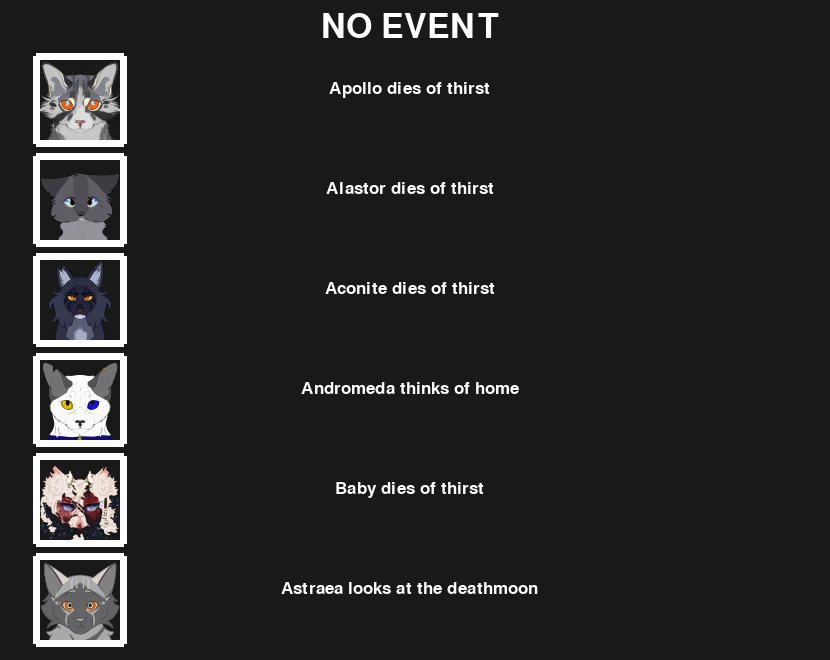 NO EVENT
Apollo dies of thirst
Alastor dies of thirst
Aconite dies of thirst
Andromeda thinks of home
Baby dies of thirst
Astraea looks at the deathmoon